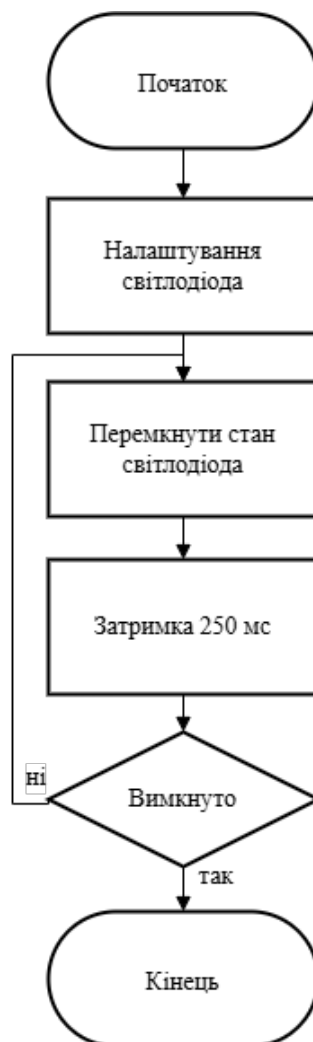 Початок
Налаштування
світлодіода
Перемкнути стан
світлодіода
Затримка 250 мс
ні
Вимкнуто
так
Кінець